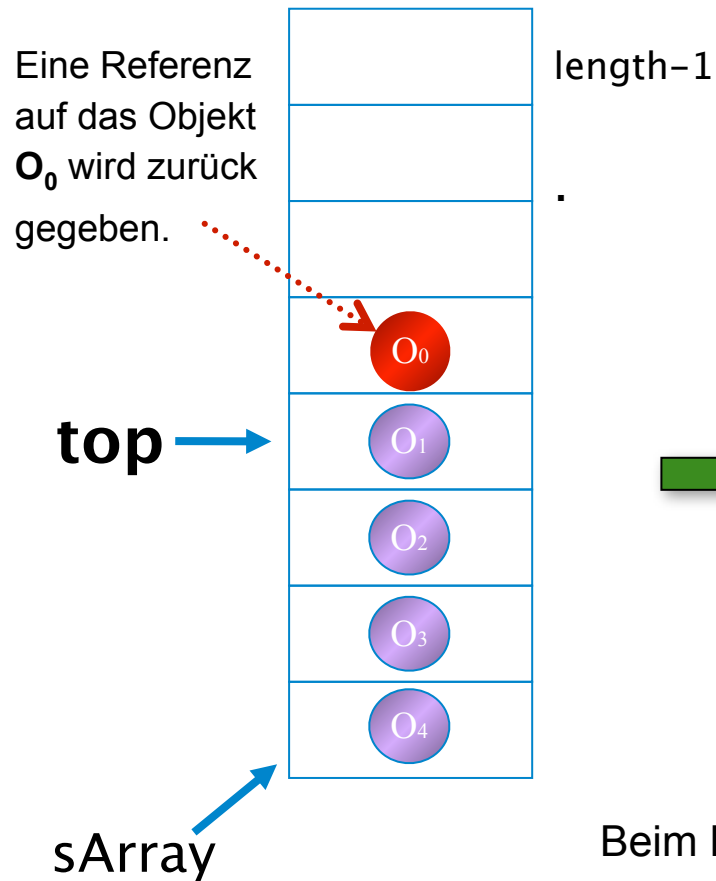 Eine Referenz
auf das Objekt
O₀ wird zurück
gegeben.
length-1
.
O₀
top
O₁
O₂
O₃
O₄
sArray
Beim